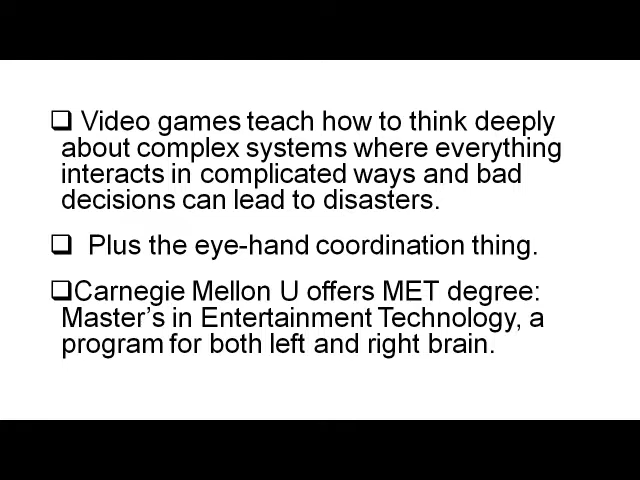 ❑ Video games teach how to think deeply
about complex systems where everything
interacts in complicated ways and bad
decisions can lead to disasters.
❑ Plus the eye-hand coordination thing.
❑Carnegie Mellon U offers MET degree:
Master’s in Entertainment Technology, a
program for both left and right brain.